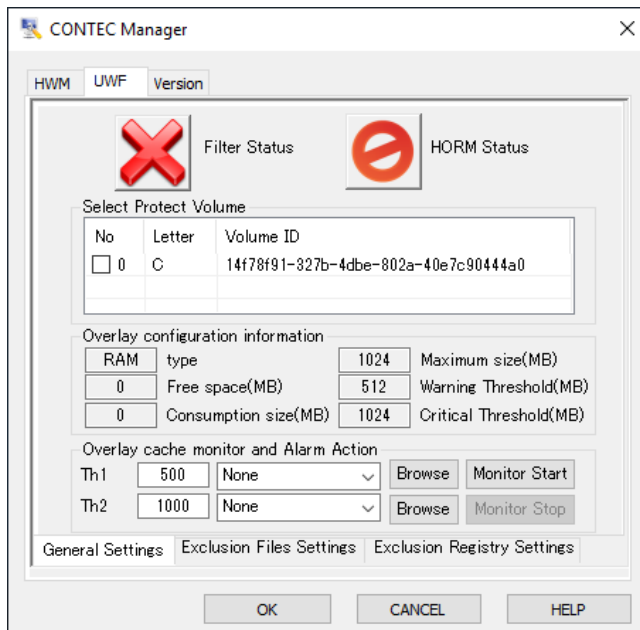 CONTEC Manager
HWM UWF Version
Filter Status HORM Status
Select Protect Volume
No Letter Volume ID
0 C 14f78f91-327b-4dbe-802a-40e7c90444a0
Overlay configuration information
RAM type 1024 Maximum size(MB)
0 Free space(MB) 512 Warning Threshold(MB)
0 Consumption size(MB) 1024 Critical Threshold(MB)
Overlay cache monitor and Alarm Action
Th1 500 None Browse Monitor Start
Th2 1000 None Browse Monitor Stop
General Settings Exclusion Files Settings Exclusion Registry Settings
OK CANCEL HELP